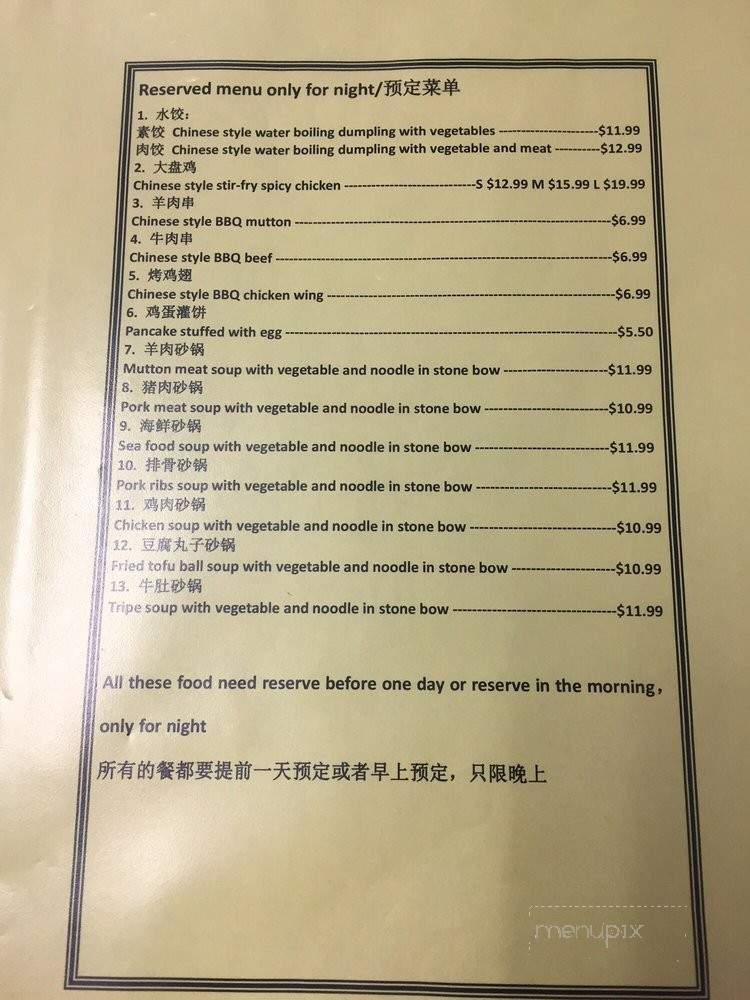 Reserved menu only for night/预定菜单
1. 水饺:
素饺 Chinese style water boiling dumpling with vegetables ----------------------$11.99
肉饺 Chinese style water boiling dumpling with vegetable and meat ----------$12.99
2. 大盘鸡
Chinese style stir-fry spicy chicken -----------------------------S $12.99 M $15.99 L $19.99
3. 羊肉串
Chinese style BBQ mutton ----------------------------------------------------------------------$6.99
4. 牛肉串
Chinese style BBQ beef --------------------------------------------------------------------------$6.99
5. 烤鸡翅
Chinese style BBQ chicken wing ---------------------------------------------------------------$6.99
6. 鸡蛋灌饼
Pancake stuffed with egg ------------------------------------------------------------------------$5.50
7. 羊肉砂锅
Mutton meat soup with vegetable and noodle in stone bow -----------------------$11.99
8. 猪肉砂锅
Pork meat soup with vegetable and noodle in stone bow ---------------------------$10.99
9. 海鲜砂锅
Sea food soup with vegetable and noodle in stone bow ------------------------------$11.99
10. 排骨砂锅
Pork ribs soup with vegetable and noodle in stone bow ------------------------------$11.99
11. 鸡肉砂锅
Chicken soup with vegetable and noodle in stone bow --------------------------------$10.99
12. 豆腐丸子砂锅
Fried tofu ball soup with vegetable and noodle in stone bow -----------------------$10.99
13. 牛肚砂锅
Tripe soup with vegetable and noodle in stone bow -----------------------------------$11.99
All these food need reserve before one day or reserve in the morning,
only for night
所有的餐都要提前一天预定或者早上预定，只限晚上
menupix